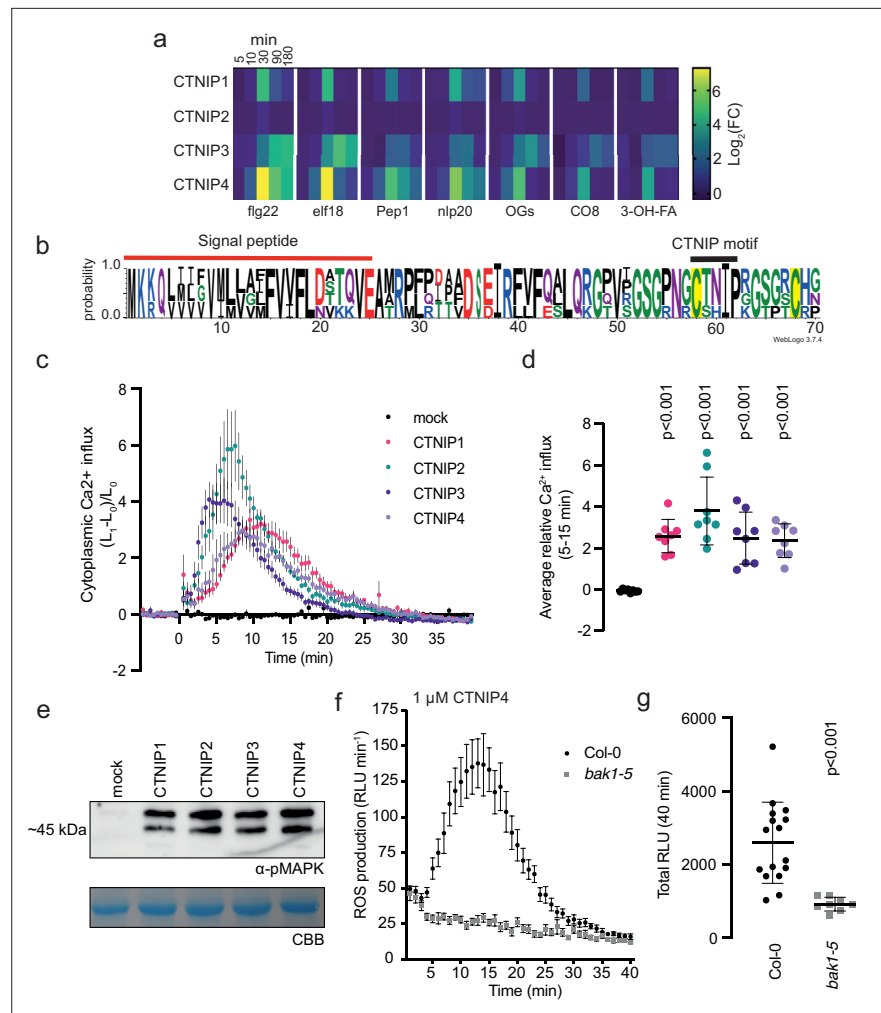 a
min
5 10 30 90 180
CTNIP1
CTNIP2
CTNIP3
CTNIP4
flg22 elf18 Pep1 nlp20 OGs CO8 3-OH-FA
6
4
2
0
Log2(FC)
b
Signal peptide
CTNIP motif
probability
1.0
0.0
10 20 30 40 50 60 70
WebLogo 3.7.4
c
Cytoplasmic Ca2+ influx
(L1-L0)/L0
8
6
4
2
0
-2
0 5 10 15 20 25 30 35
Time (min)
mock
CTNIP1
CTNIP2
CTNIP3
CTNIP4
d
p<0.001 p<0.001 p<0.001 p<0.001
Average relative Ca2+ influx
(5-15 min)
8
6
4
2
0
-2
e
mock CTNIP1 CTNIP2 CTNIP3 CTNIP4
~45 kDa
α-pMAPK
CBB
f
1 µM CTNIP4
ROS production (RLU min-1)
175
150
125
100
75
50
25
0
5 10 15 20 25 30 35 40
Time (min)
Col-0
bak1-5
g
p<0.001
Total RLU (40 min)
6000
4000
2000
0
Col-0 bak1-5